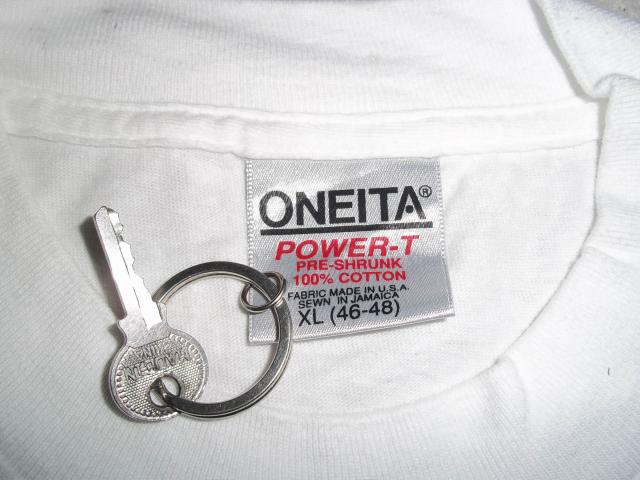 ONEITA®
POWER-T
PRE-SHRUNK
100% COTTON
FABRIC MADE IN U.S.A.
SEWN IN JAMAICA
XL (46-48)